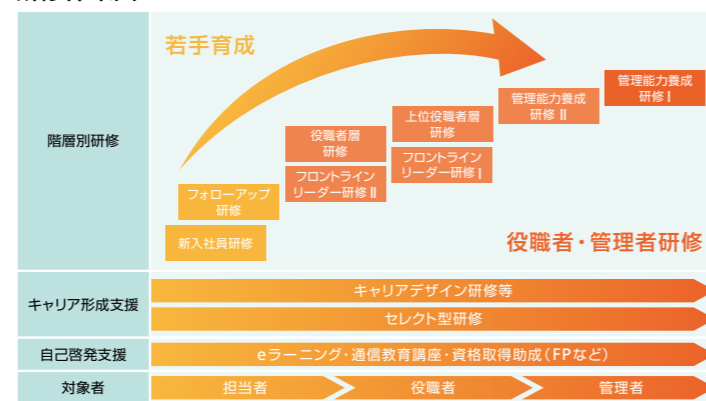 若手育成
階層別研修
管理能力養成
研修Ⅰ
管理能力養成
研修Ⅱ
上位役職者層
研修
フロントライン
リーダー研修Ⅰ
役職者層
研修
フロントライン
リーダー研修Ⅱ
フォローアップ
研修
新入社員研修
役職者・管理者研修
キャリア形成支援
キャリアデザイン研修等
セレクト型研修
自己啓発支援
eラーニング・通信教育講座・資格取得助成(FPなど)
対象者
担当者
役職者
管理者